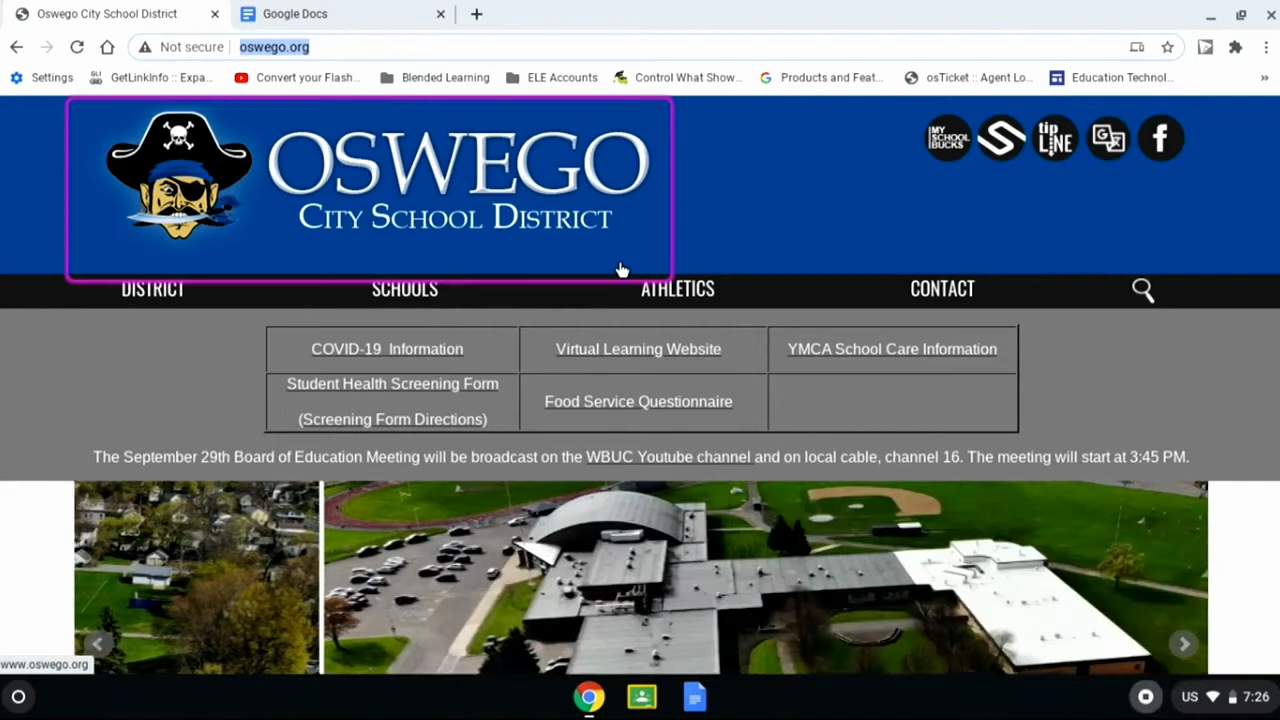 Oswego City School District
Google Docs
Not secure
oswego.org
Settings
GetLinkInfo :: Expa...
Convert your Flash...
Blended Learning
ELE Accounts
Control What Show...
Products and Feat...
osTicket :: Agent Lo...
Education Technol...
»
OSWEGO
CITY SCHOOL DISTRICT
MY SCHOOL BUCKS
tip LINE
DISTRICT
SCHOOLS
ATHLETICS
CONTACT
COVID-19 Information
Virtual Learning Website
YMCA School Care Information
Student Health Screening Form
(Screening Form Directions)
Food Service Questionnaire
The September 29th Board of Education Meeting will be broadcast on the WBUC Youtube channel and on local cable, channel 16. The meeting will start at 3:45 PM.
www.oswego.org
US
7:26